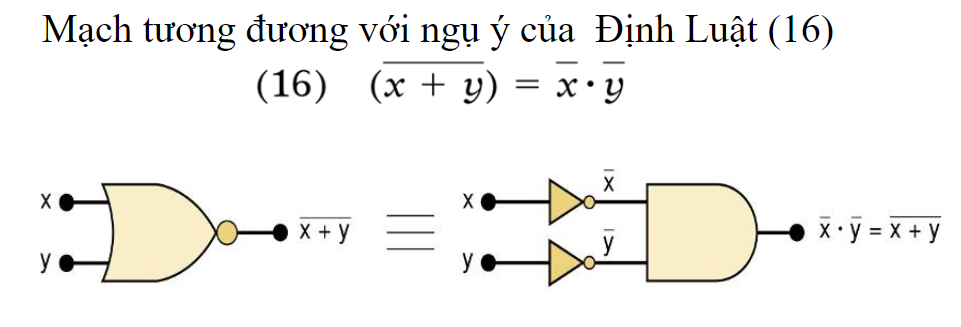 Mạch tương đương với ngụ ý của Định Luật (16)
(16) (x̅ ̅+̅ ̅y̅) = x̅ · y̅
x
y
x̅ ̅+̅ ̅y̅
≡
x
y
x̅
y̅
x̅ · y̅ = x̅ ̅+̅ ̅y̅